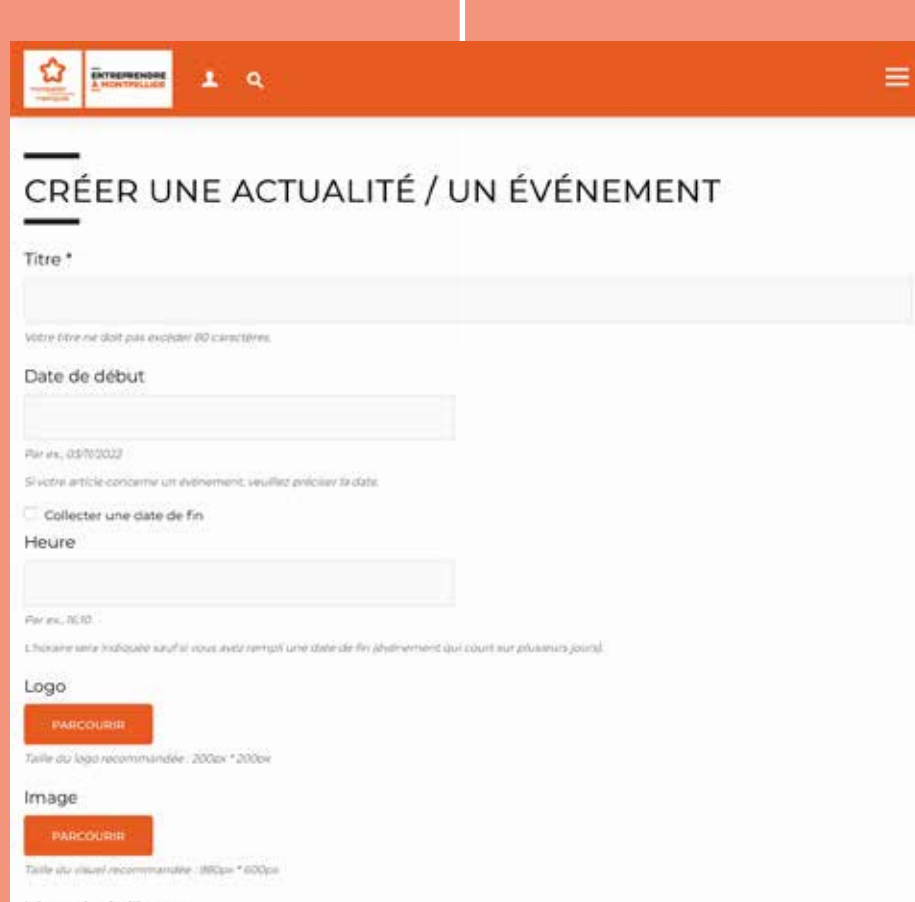 montpellier
ENTREPRENDRE
À MONTPELLIER
CRÉER UNE ACTUALITÉ / UN ÉVÉNEMENT
Titre *
Votre titre ne doit pas excéder 80 caractères.
Date de début
Par ex., 03/11/2022
Si votre article concerne un événement, veuillez préciser la date.
Collecter une date de fin
Heure
Par ex., 16:10
L'horaire sera indiquée sauf si vous avez rempli une date de fin (événement qui court sur plusieurs jours).
Logo
PARCOURIR
Taille du logo recommandée : 200px * 200px
Image
PARCOURIR
Taille du visuel recommandée : 980px * 600px